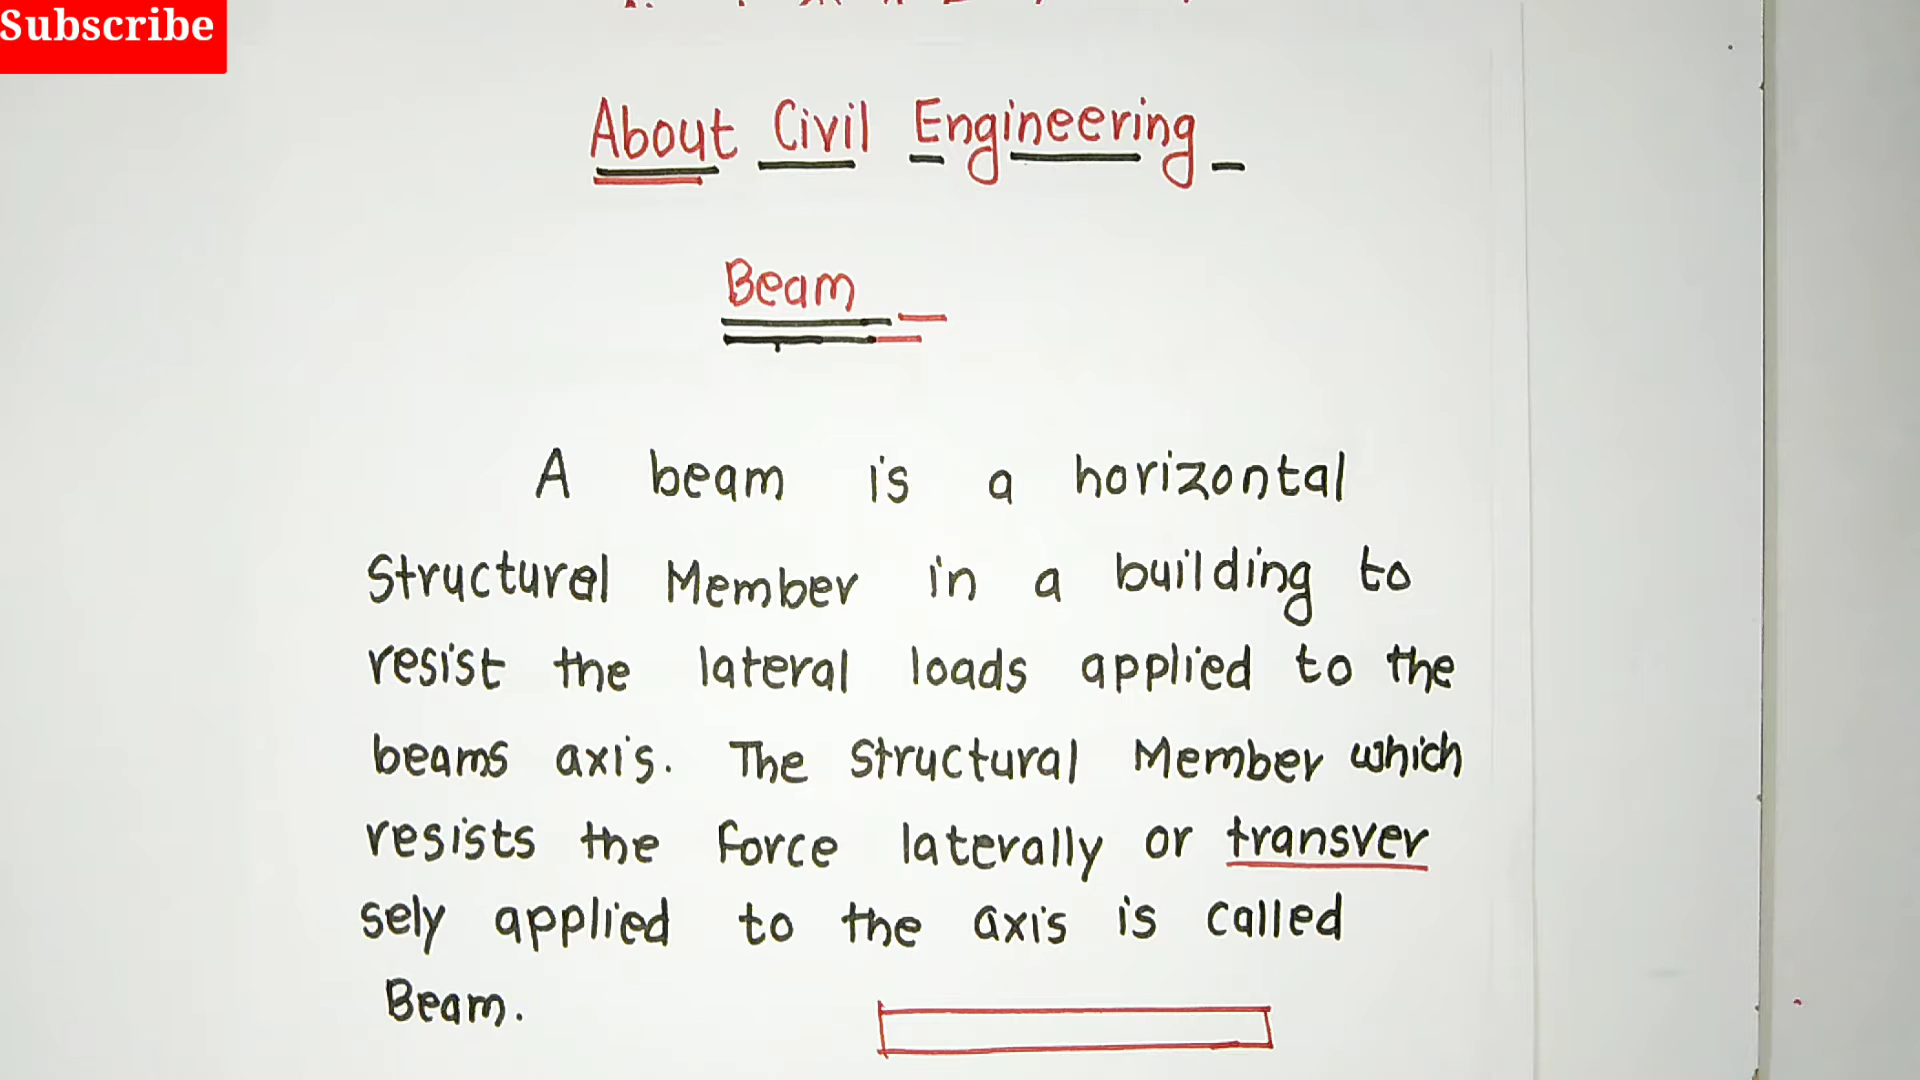 Subscribe
About Civil Engineering
Beam
A beam is a horizontal
Structural Member in a building to
resist the lateral loads applied to the
beams axis. The Structural Member which
resists the force laterally or transver
sely applied to the axis is called
Beam.